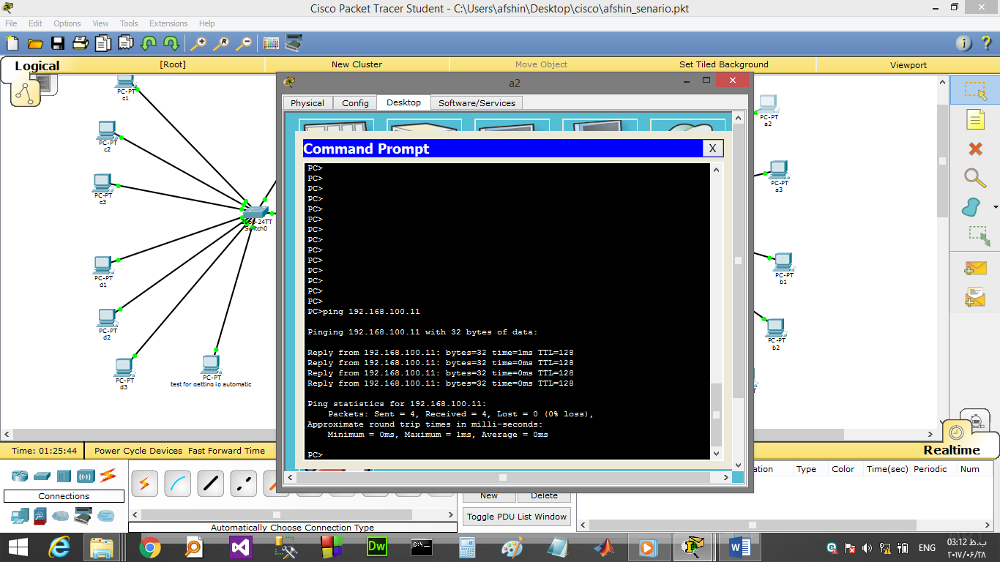 Cisco Packet Tracer Student - C:\Users\afshin\Desktop\cisco\afshin_senario.pkt
File Edit Options View Tools Extensions Help
Logical
[Root]
New Cluster
Move Object
Set Tiled Background
Viewport
PC-PT
c1
PC-PT
c2
PC-PT
c3
24TT
Switch0
PC-PT
d1
PC-PT
d2
PC-PT
d3
PC-PT
test for getting ip automatic
a2
Physical
Config
Desktop
Software/Services
Command Prompt
X
PC>
PC>
PC>
PC>
PC>
PC>
PC>
PC>
PC>
PC>
PC>
PC>
PC>
PC>
PC>ping 192.168.100.11
Pinging 192.168.100.11 with 32 bytes of data:
Reply from 192.168.100.11: bytes=32 time=1ms TTL=128
Reply from 192.168.100.11: bytes=32 time=0ms TTL=128
Reply from 192.168.100.11: bytes=32 time=0ms TTL=128
Reply from 192.168.100.11: bytes=32 time=0ms TTL=128
Ping statistics for 192.168.100.11:
Packets: Sent = 4, Received = 4, Lost = 0 (0% loss),
Approximate round trip times in milli-seconds:
Minimum = 0ms, Maximum = 1ms, Average = 0ms
PC>
PC-PT
a2
PC-PT
a3
PC-PT
b1
PC-PT
b2
Time: 01:25:44
Power Cycle Devices Fast Forward Time
Realtime
Connections
Automatically Choose Connection Type
New
Delete
Toggle PDU List Window
Type
Color
Time(sec)
Periodic
Num
ENG
03:12 ب.ظ
٢٠١٧/٠۶/٢٨